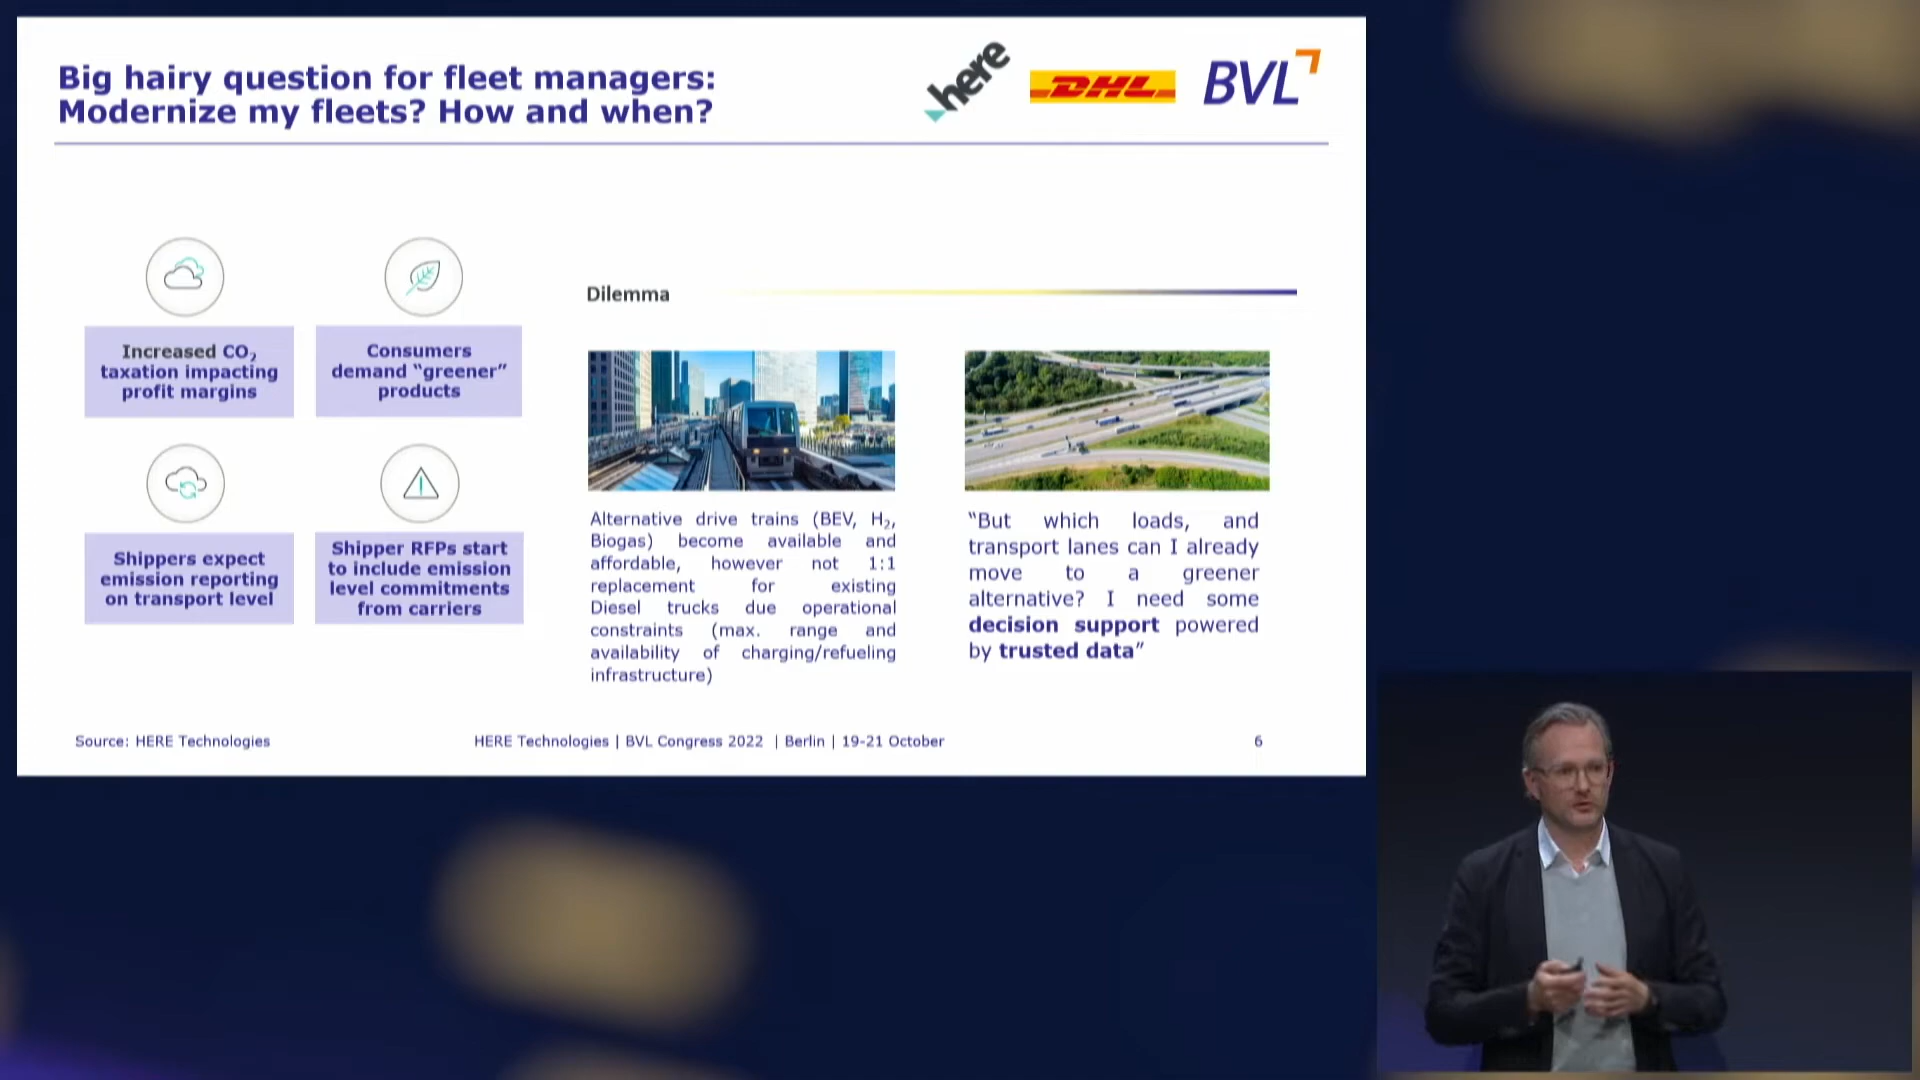 Big hairy question for fleet managers:
Modernize my fleets? How and when?
here
DHL
BVL
Increased CO₂
taxation impacting
profit margins
Consumers
demand “greener”
products
Shippers expect
emission reporting
on transport level
Shipper RFPs start
to include emission
level commitments
from carriers
Dilemma
Alternative drive trains (BEV, H₂,
Biogas) become available and
affordable, however not 1:1
replacement for existing
Diesel trucks due operational
constraints (max. range and
availability of charging/refueling
infrastructure)
“But which loads, and
transport lanes can I already
move to a greener
alternative? I need some
decision support powered
by trusted data”
Source: HERE Technologies
HERE Technologies | BVL Congress 2022 | Berlin | 19-21 October
6